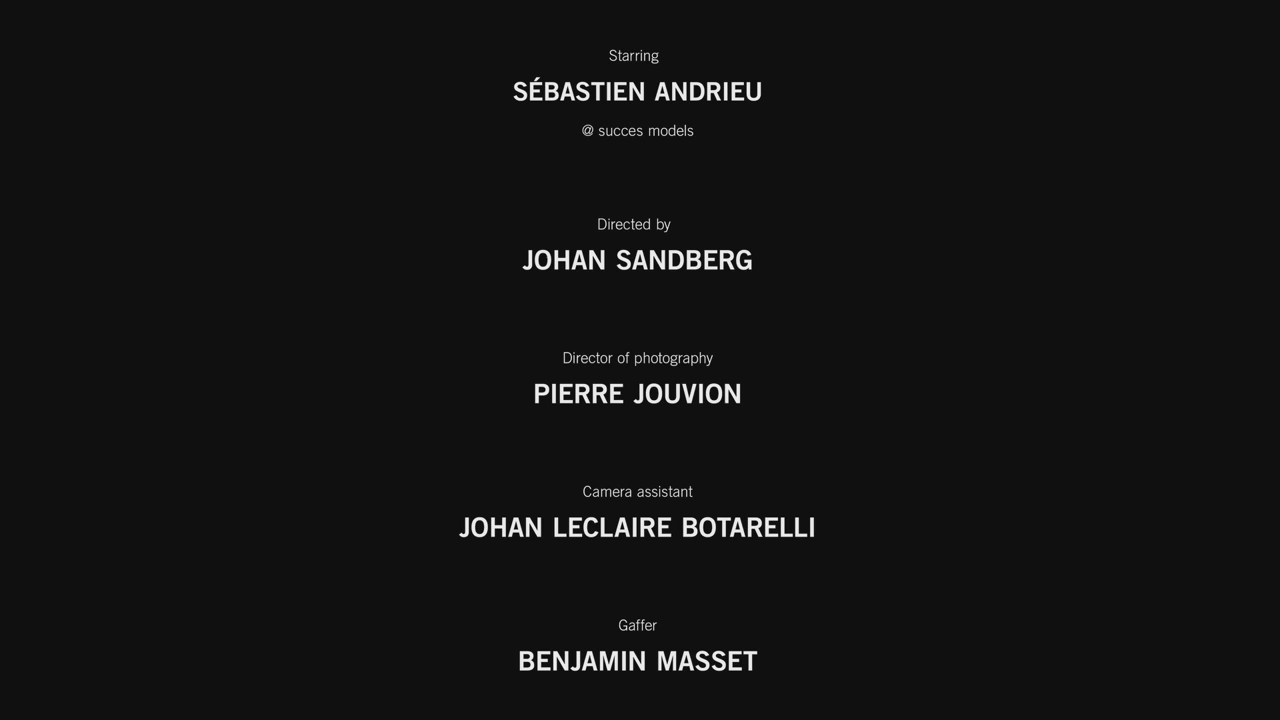 Starring
SÉBASTIEN ANDRIEU
@ succes models
Directed by
JOHAN SANDBERG
Director of photography
PIERRE JOUVION
Camera assistant
JOHAN LECLAIRE BOTARELLI
Gaffer
BENJAMIN MASSET